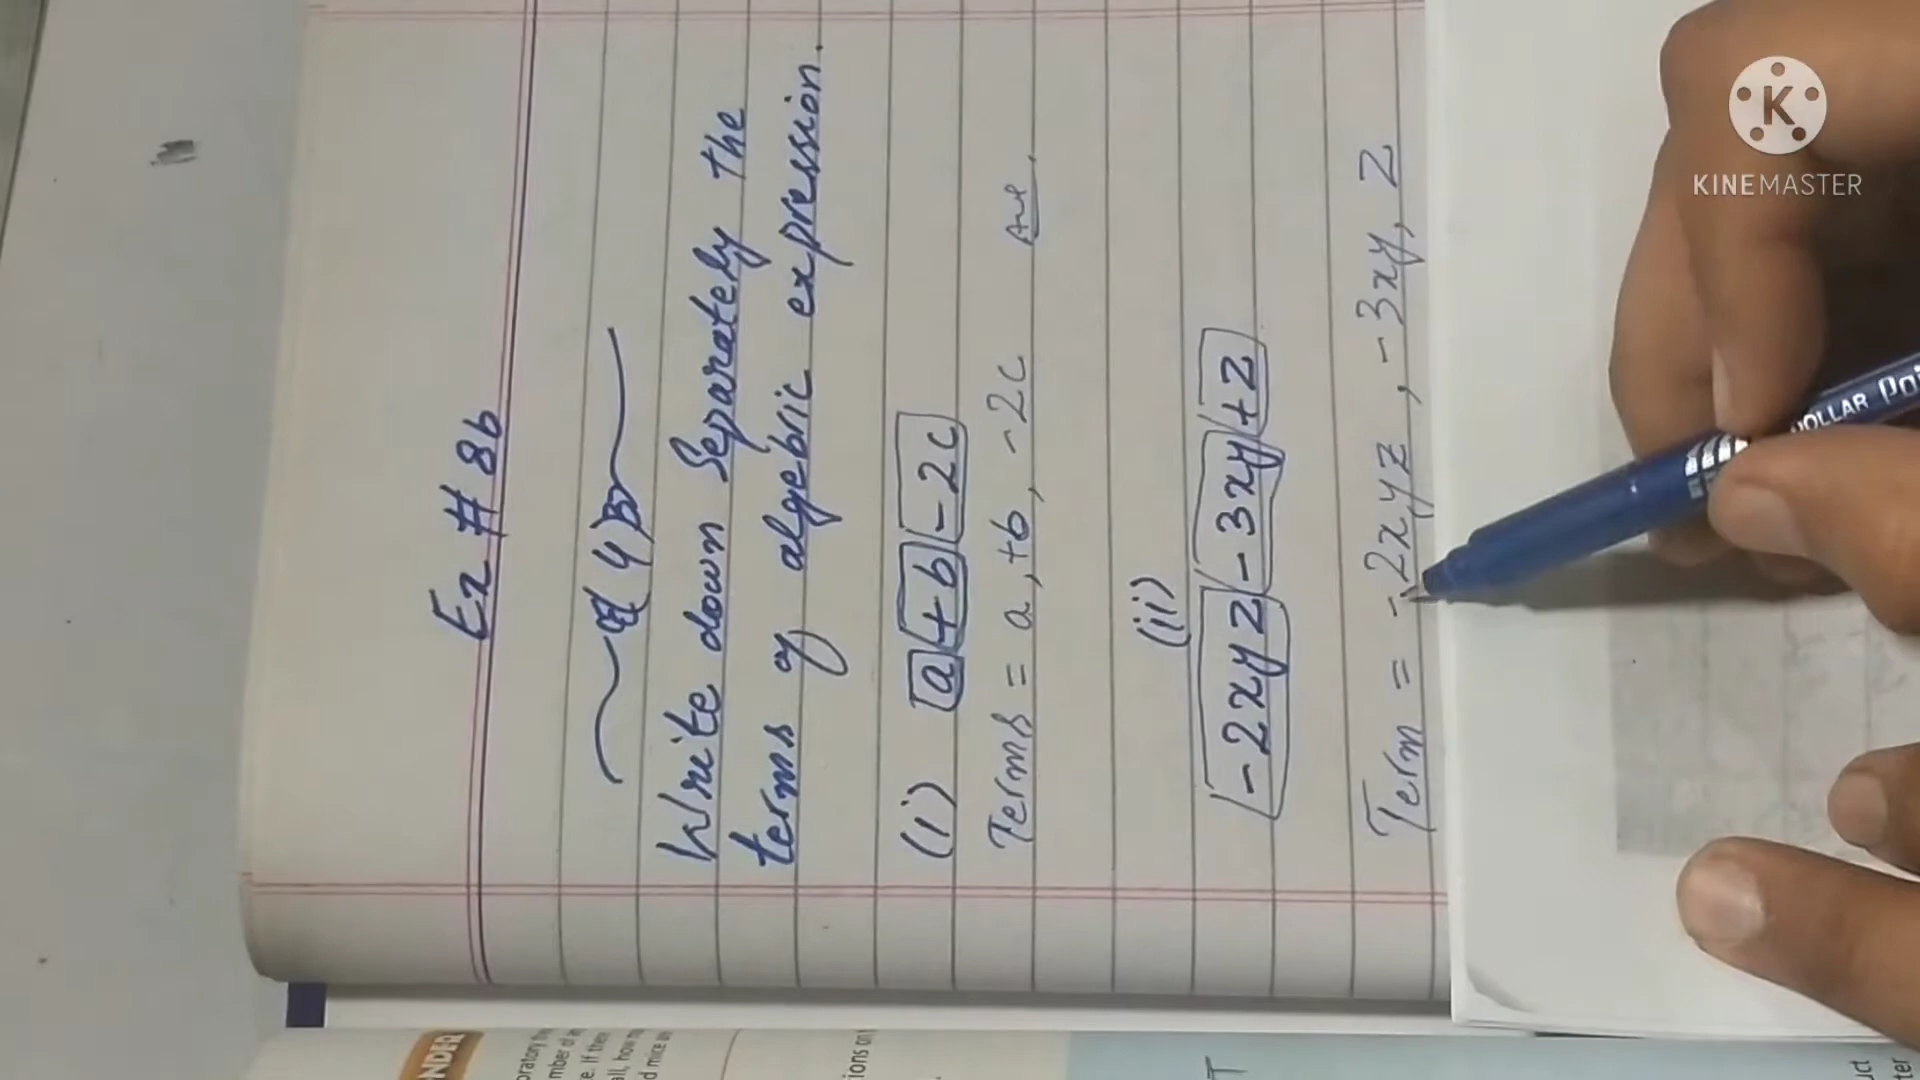 Ex # 8b
(4)
Write down Separately the
terms of algebric expression.
(i) a + b - 2c
Terms = a, +b, -2c Ans.
(ii)
-2xyz - 3xy + z
Term = -2xyz, -3xy, z
KINEMASTER
DOLLAR